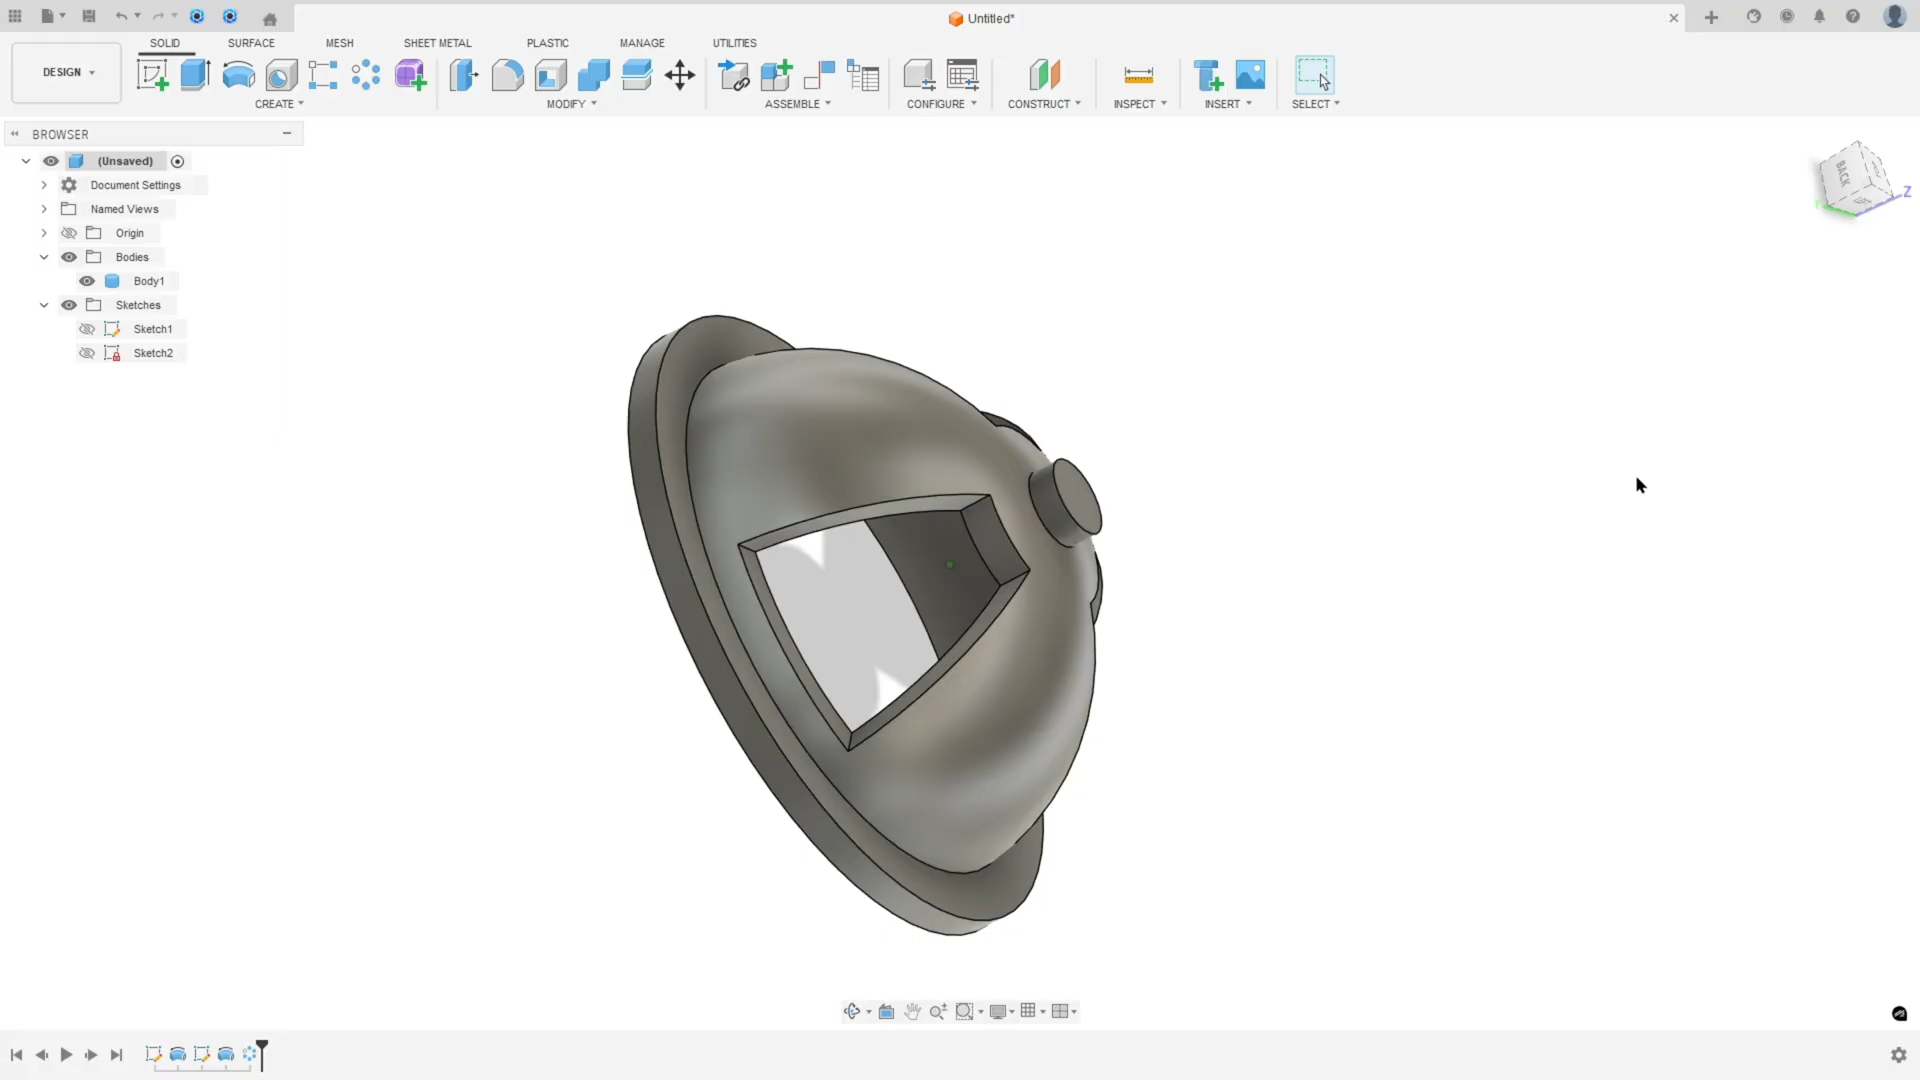 Untitled*
SOLID SURFACE MESH SHEET METAL PLASTIC MANAGE UTILITIES
DESIGN
CREATE MODIFY ASSEMBLE CONFIGURE CONSTRUCT INSPECT INSERT SELECT
BROWSER
(Unsaved)
Document Settings
Named Views
Origin
Bodies
Body1
Sketches
Sketch1
Sketch2
BACK
Z